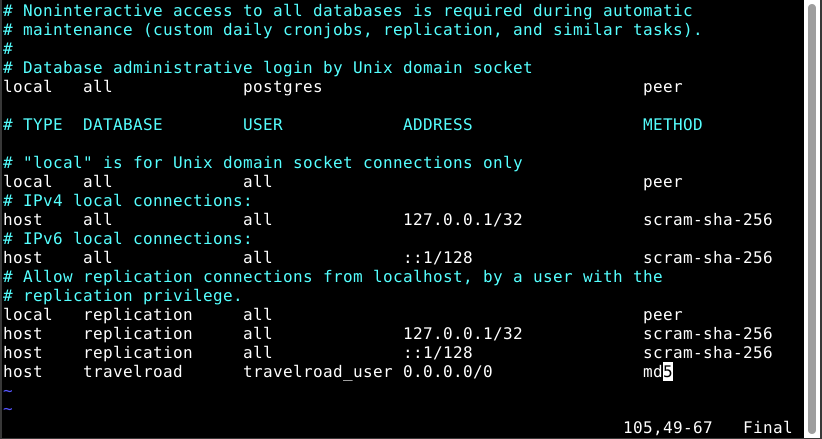 # Noninteractive access to all databases is required during automatic
# maintenance (custom daily cronjobs, replication, and similar tasks).
#
# Database administrative login by Unix domain socket
local   all             postgres                                peer

# TYPE  DATABASE        USER            ADDRESS                 METHOD

# "local" is for Unix domain socket connections only
local   all             all                                     peer
# IPv4 local connections:
host    all             all             127.0.0.1/32            scram-sha-256
# IPv6 local connections:
host    all             all             ::1/128                 scram-sha-256
# Allow replication connections from localhost, by a user with the
# replication privilege.
local   replication     all                                     peer
host    replication     all             127.0.0.1/32            scram-sha-256
host    replication     all             ::1/128                 scram-sha-256
host    travelroad      travelroad_user 0.0.0.0/0               md5
~
~
105,49-67   Final